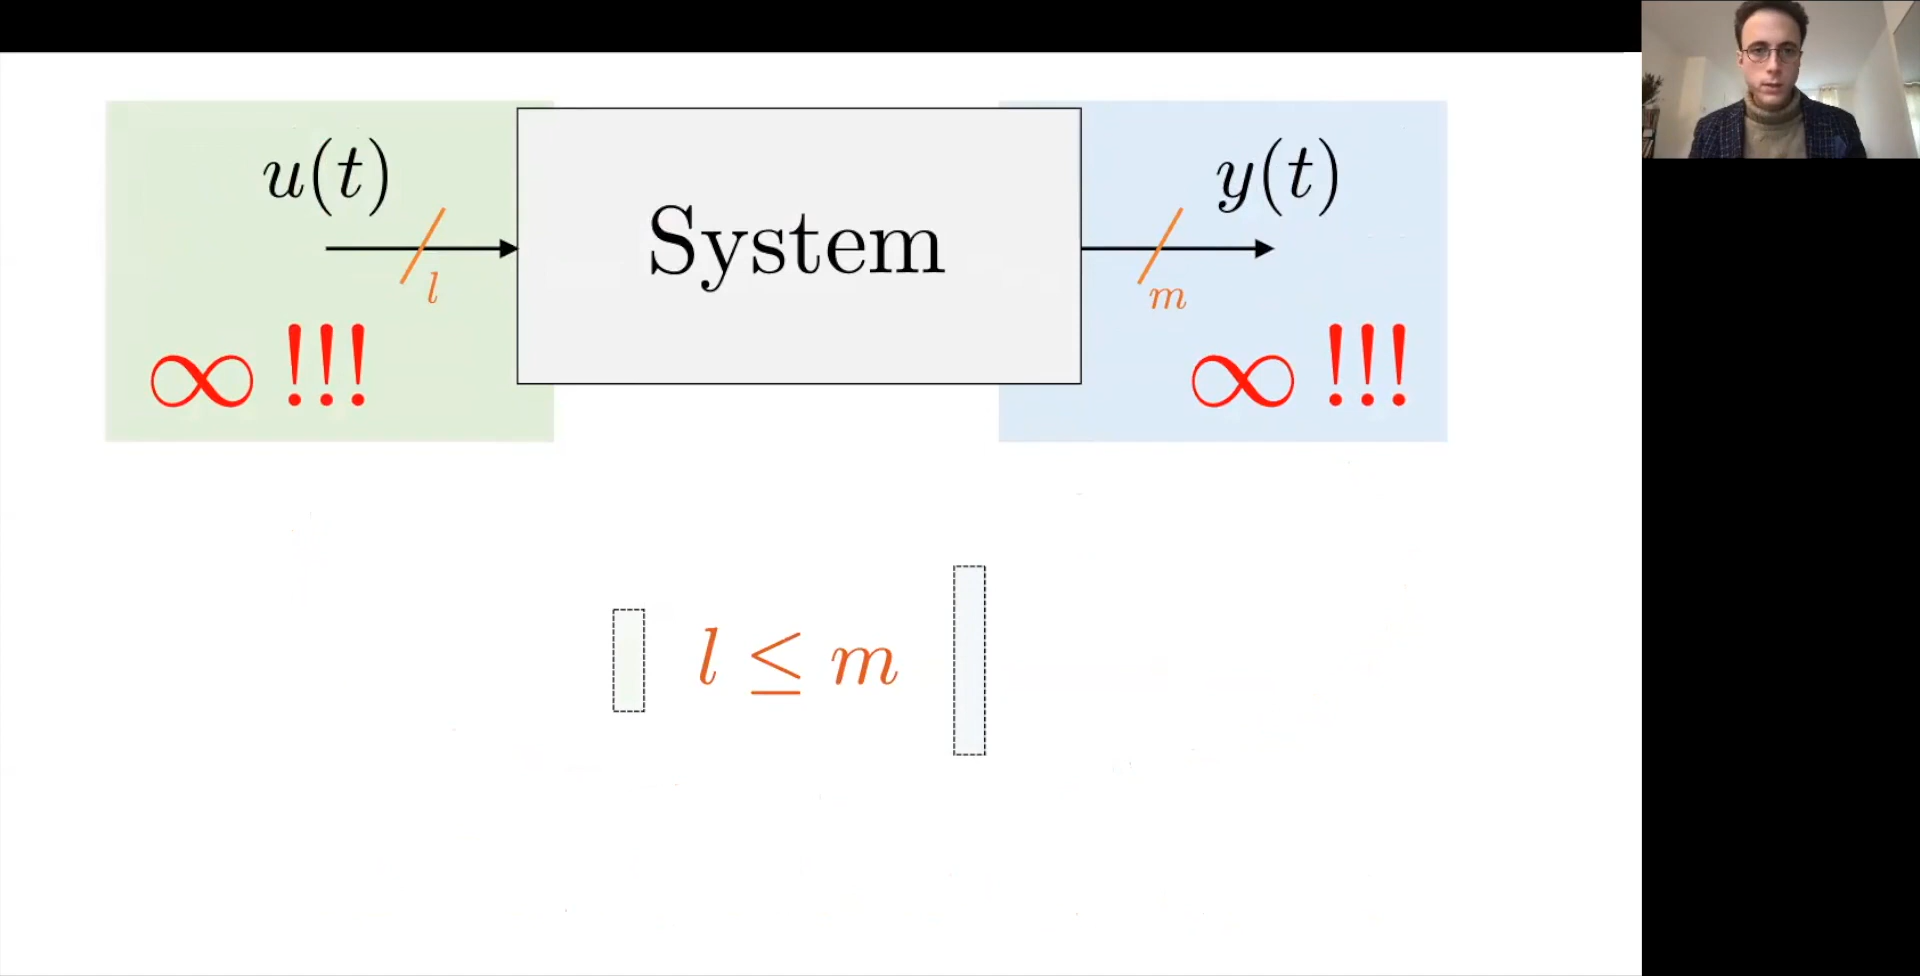 u(t)
System
y(t)
l
m
∞ !!!
∞ !!!
l ≤ m